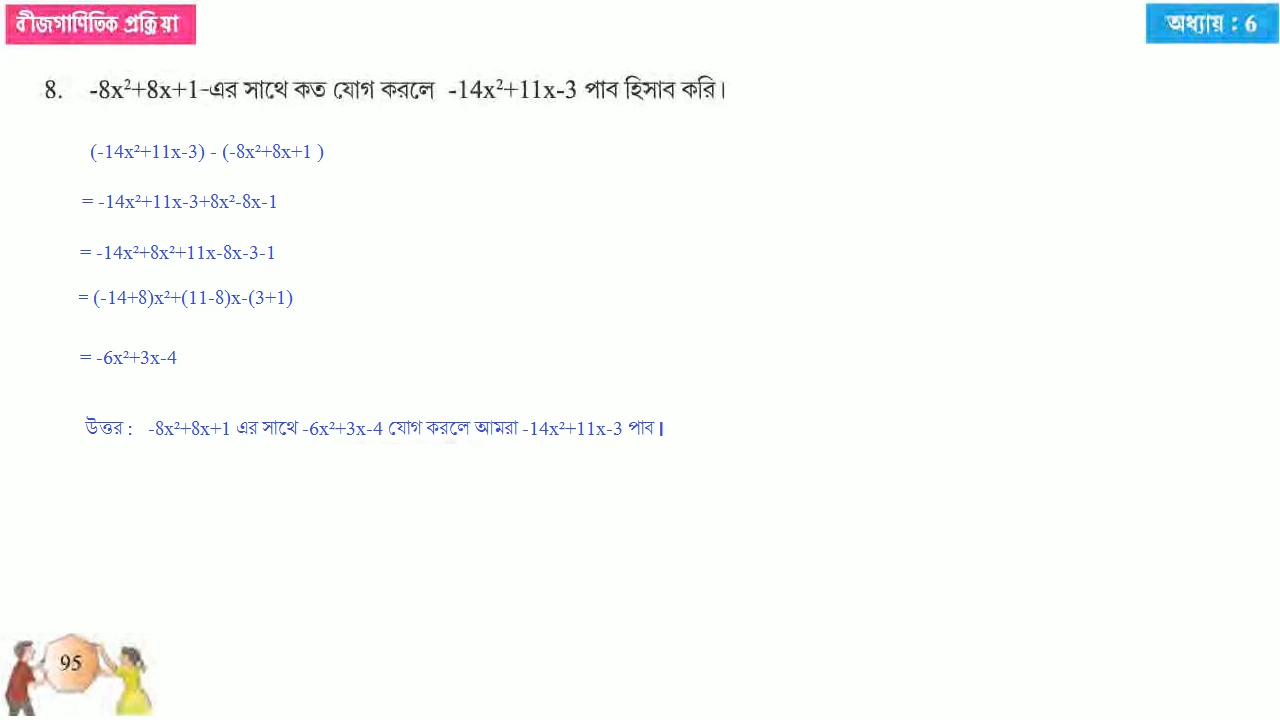 বীজগাণিতিক প্রক্রিয়া
অধ্যায় : 6
8. -8x²+8x+1-এর সাথে কত যোগ করলে -14x²+11x-3 পাব হিসাব করি।
(-14x²+11x-3) - (-8x²+8x+1 )
= -14x²+11x-3+8x²-8x-1
= -14x²+8x²+11x-8x-3-1
= (-14+8)x²+(11-8)x-(3+1)
= -6x²+3x-4
উত্তর : -8x²+8x+1 এর সাথে -6x²+3x-4 যোগ করলে আমরা -14x²+11x-3 পাব।
95